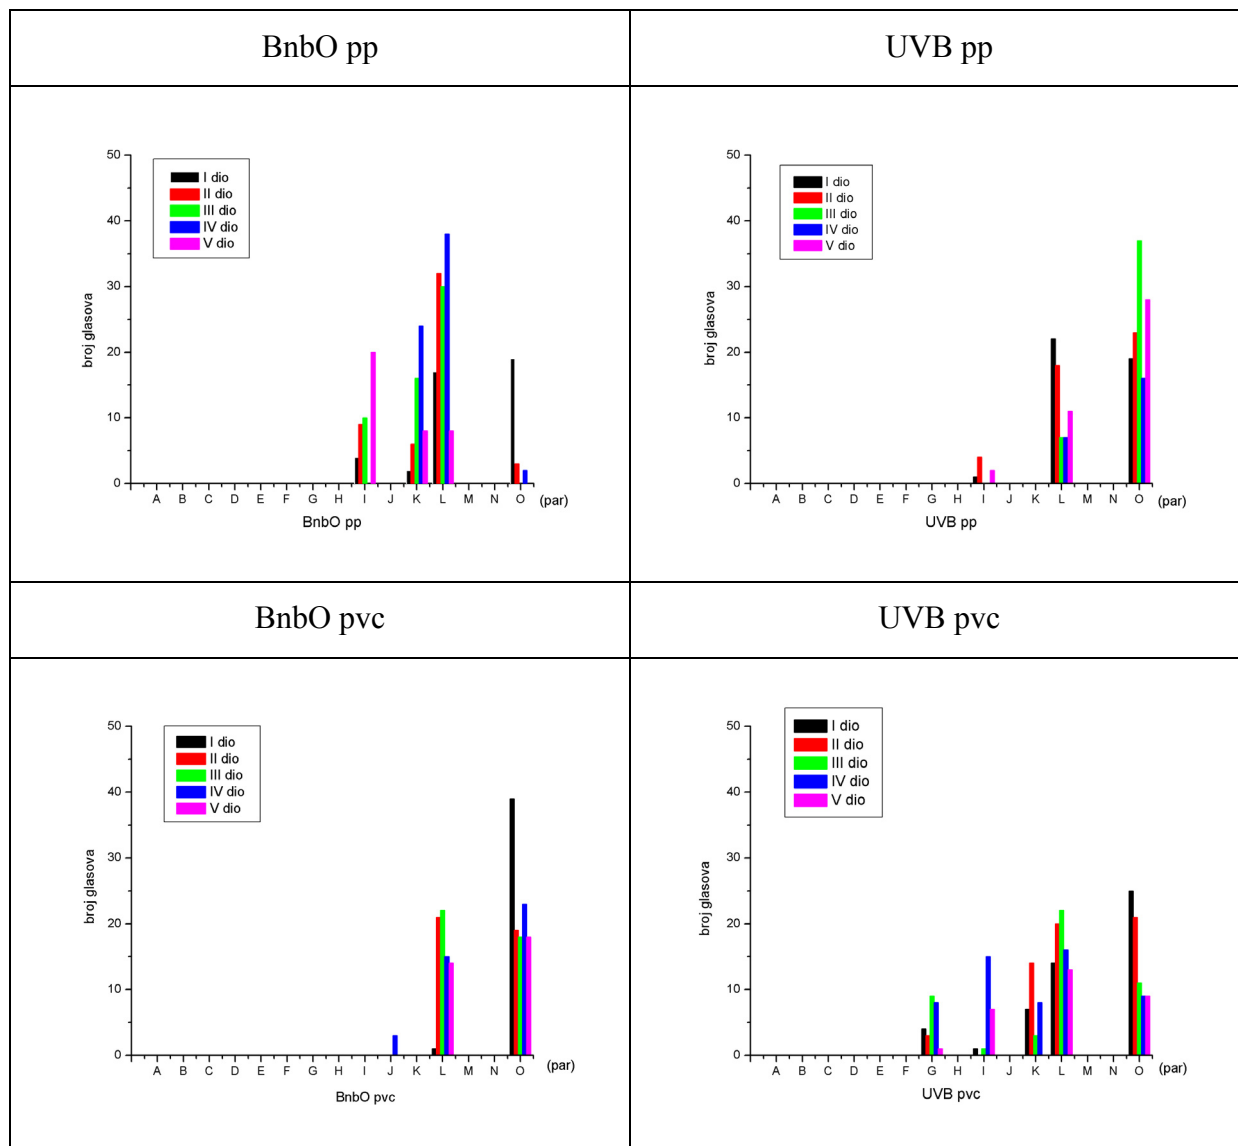 BnbO pp
UVB pp
50
40
30
20
10
0
broj glasova
I dio
II dio
III dio
IV dio
V dio
A B C D E F G H I J K L M N O (par)
BnbO pp
50
40
30
20
10
0
broj glasova
I dio
II dio
III dio
IV dio
V dio
A B C D E F G H I J K L M N O (par)
UVB pp
BnbO pvc
UVB pvc
50
40
30
20
10
0
broj glasova
I dio
II dio
III dio
IV dio
V dio
A B C D E F G H I J K L M N O (par)
BnbO pvc
50
40
30
20
10
0
broj glasova
I dio
II dio
III dio
IV dio
V dio
A B C D E F G H I J K L M N O (par)
UVB pvc